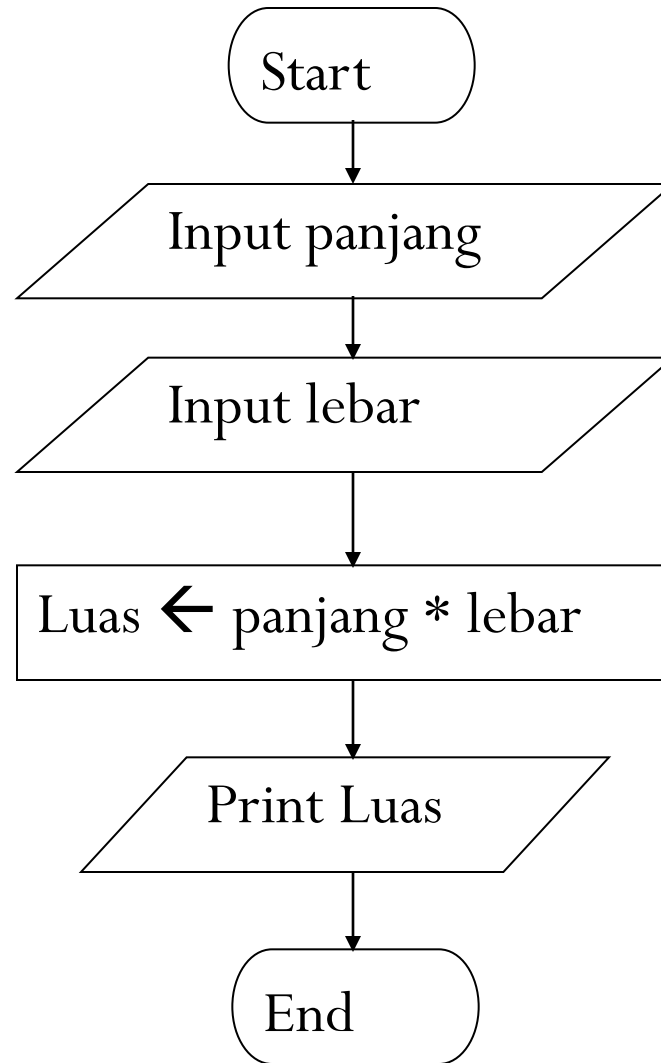 Start
Input panjang
Input lebar
Luas ← panjang * lebar
Print Luas
End